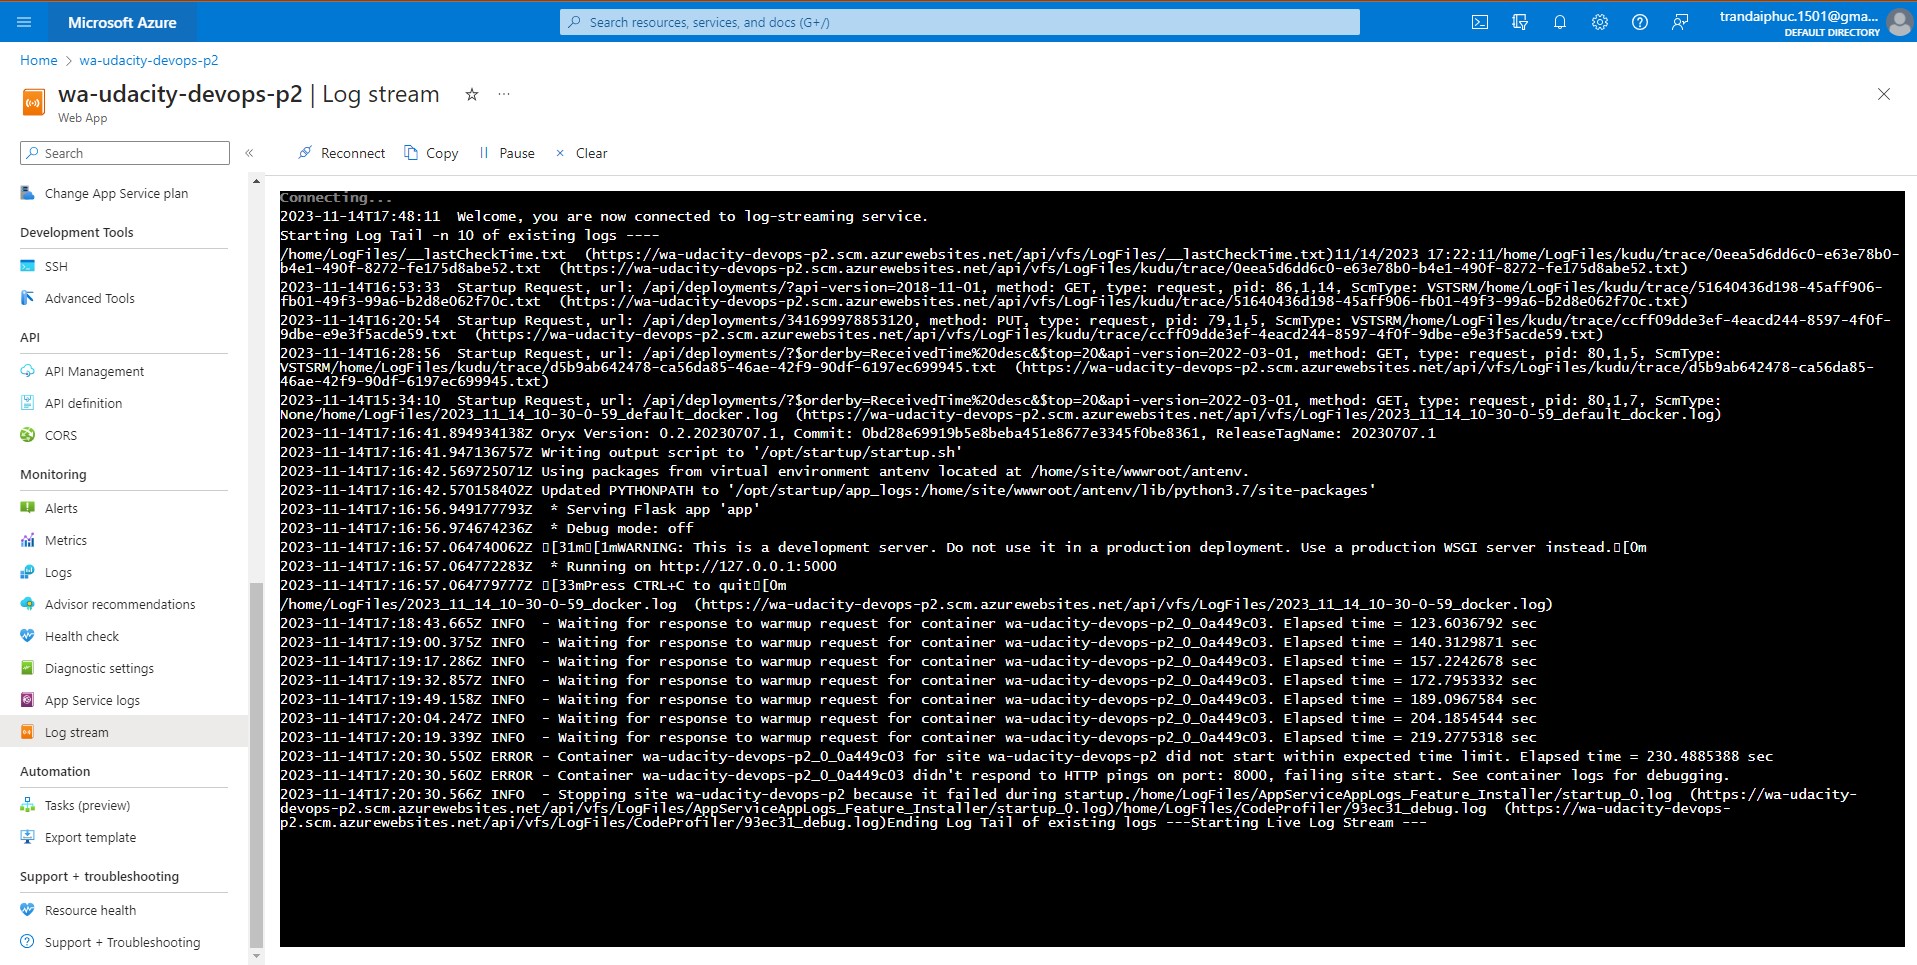 Microsoft Azure
Search resources, services, and docs (G+/)
trandaiphuc.1501@gma...
DEFAULT DIRECTORY
Home > wa-udacity-devops-p2
wa-udacity-devops-p2 | Log stream
Web App
Search
Reconnect
Copy
Pause
Clear
Change App Service plan
Development Tools
SSH
Advanced Tools
API
API Management
API definition
CORS
Monitoring
Alerts
Metrics
Logs
Advisor recommendations
Health check
Diagnostic settings
App Service logs
Log stream
Automation
Tasks (preview)
Export template
Support + troubleshooting
Resource health
Support + Troubleshooting
Connecting...
2023-11-14T17:48:11  Welcome, you are now connected to log-streaming service.
Starting Log Tail -n 10 of existing logs ----
/home/LogFiles/__lastCheckTime.txt  (https://wa-udacity-devops-p2.scm.azurewebsites.net/api/vfs/LogFiles/__lastCheckTime.txt)11/14/2023 17:22:11/home/LogFiles/kudu/trace/0eea5d6dd6c0-e63e78b0-
b4e1-490f-8272-fe175d8abe52.txt  (https://wa-udacity-devops-p2.scm.azurewebsites.net/api/vfs/LogFiles/kudu/trace/0eea5d6dd6c0-e63e78b0-b4e1-490f-8272-fe175d8abe52.txt)
2023-11-14T16:53:33  Startup Request, url: /api/deployments/?api-version=2018-11-01, method: GET, type: request, pid: 86,1,14, ScmType: VSTSRM/home/LogFiles/kudu/trace/51640436d198-45aff906-
fb01-49f3-99a6-b2d8e062f70c.txt  (https://wa-udacity-devops-p2.scm.azurewebsites.net/api/vfs/LogFiles/kudu/trace/51640436d198-45aff906-fb01-49f3-99a6-b2d8e062f70c.txt)
2023-11-14T16:20:54  Startup Request, url: /api/deployments/341699978853120, method: PUT, type: request, pid: 79,1,5, ScmType: VSTSRM/home/LogFiles/kudu/trace/ccff09dde3ef-4eacd244-8597-4f0f-
9dbe-e9e3f5acde59.txt  (https://wa-udacity-devops-p2.scm.azurewebsites.net/api/vfs/LogFiles/kudu/trace/ccff09dde3ef-4eacd244-8597-4f0f-9dbe-e9e3f5acde59.txt)
2023-11-14T16:28:56  Startup Request, url: /api/deployments/?$orderby=ReceivedTime%20desc&$top=20&api-version=2022-03-01, method: GET, type: request, pid: 80,1,5, ScmType:
VSTSRM/home/LogFiles/kudu/trace/d5b9ab642478-ca56da85-46ae-42f9-90df-6197ec699945.txt  (https://wa-udacity-devops-p2.scm.azurewebsites.net/api/vfs/LogFiles/kudu/trace/d5b9ab642478-ca56da85-
46ae-42f9-90df-6197ec699945.txt)
2023-11-14T15:34:10  Startup Request, url: /api/deployments/?$orderby=ReceivedTime%20desc&$top=20&api-version=2022-03-01, method: GET, type: request, pid: 80,1,7, ScmType:
None/home/LogFiles/2023_11_14_10-30-0-59_default_docker.log  (https://wa-udacity-devops-p2.scm.azurewebsites.net/api/vfs/LogFiles/2023_11_14_10-30-0-59_default_docker.log)
2023-11-14T17:16:41.894934138Z Oryx Version: 0.2.20230707.1, Commit: 0bd28e69919b5e8beba451e8677e3345f0be8361, ReleaseTagName: 20230707.1
2023-11-14T17:16:41.947136757Z Writing output script to '/opt/startup/startup.sh'
2023-11-14T17:16:42.569725071Z Using packages from virtual environment antenv located at /home/site/wwwroot/antenv.
2023-11-14T17:16:42.570158402Z Updated PYTHONPATH to '/opt/startup/app_logs:/home/site/wwwroot/antenv/lib/python3.7/site-packages'
2023-11-14T17:16:56.949177793Z  * Serving Flask app 'app'
2023-11-14T17:16:56.974674236Z  * Debug mode: off
2023-11-14T17:16:57.064740062Z ▯[31m▯[1mWARNING: This is a development server. Do not use it in a production deployment. Use a production WSGI server instead.▯[0m
2023-11-14T17:16:57.064772283Z  * Running on http://127.0.0.1:5000
2023-11-14T17:16:57.064779777Z ▯[33mPress CTRL+C to quit▯[0m
/home/LogFiles/2023_11_14_10-30-0-59_docker.log  (https://wa-udacity-devops-p2.scm.azurewebsites.net/api/vfs/LogFiles/2023_11_14_10-30-0-59_docker.log)
2023-11-14T17:18:43.665Z INFO  - Waiting for response to warmup request for container wa-udacity-devops-p2_0_0a449c03. Elapsed time = 123.6036792 sec
2023-11-14T17:19:00.375Z INFO  - Waiting for response to warmup request for container wa-udacity-devops-p2_0_0a449c03. Elapsed time = 140.3129871 sec
2023-11-14T17:19:17.286Z INFO  - Waiting for response to warmup request for container wa-udacity-devops-p2_0_0a449c03. Elapsed time = 157.2242678 sec
2023-11-14T17:19:32.857Z INFO  - Waiting for response to warmup request for container wa-udacity-devops-p2_0_0a449c03. Elapsed time = 172.7953332 sec
2023-11-14T17:19:49.158Z INFO  - Waiting for response to warmup request for container wa-udacity-devops-p2_0_0a449c03. Elapsed time = 189.0967584 sec
2023-11-14T17:20:04.247Z INFO  - Waiting for response to warmup request for container wa-udacity-devops-p2_0_0a449c03. Elapsed time = 204.1854544 sec
2023-11-14T17:20:19.339Z INFO  - Waiting for response to warmup request for container wa-udacity-devops-p2_0_0a449c03. Elapsed time = 219.2775318 sec
2023-11-14T17:20:30.550Z ERROR - Container wa-udacity-devops-p2_0_0a449c03 for site wa-udacity-devops-p2 did not start within expected time limit. Elapsed time = 230.4885388 sec
2023-11-14T17:20:30.560Z ERROR - Container wa-udacity-devops-p2_0_0a449c03 didn't respond to HTTP pings on port: 8000, failing site start. See container logs for debugging.
2023-11-14T17:20:30.566Z INFO  - Stopping site wa-udacity-devops-p2 because it failed during startup./home/LogFiles/AppServiceAppLogs_Feature_Installer/startup_0.log  (https://wa-udacity-
devops-p2.scm.azurewebsites.net/api/vfs/LogFiles/AppServiceAppLogs_Feature_Installer/startup_0.log)/home/LogFiles/CodeProfiler/93ec31_debug.log  (https://wa-udacity-devops-
p2.scm.azurewebsites.net/api/vfs/LogFiles/CodeProfiler/93ec31_debug.log)Ending Log Tail of existing logs ---Starting Live Log Stream ---